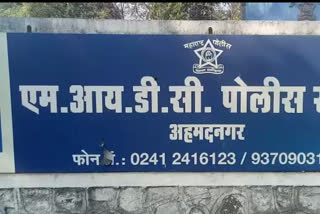 महाराष्ट्र पोलीस
एम.आय.डी.सी. पोलीस
अहमदनगर
फोन नं.: 0241 2416123 / 9370903